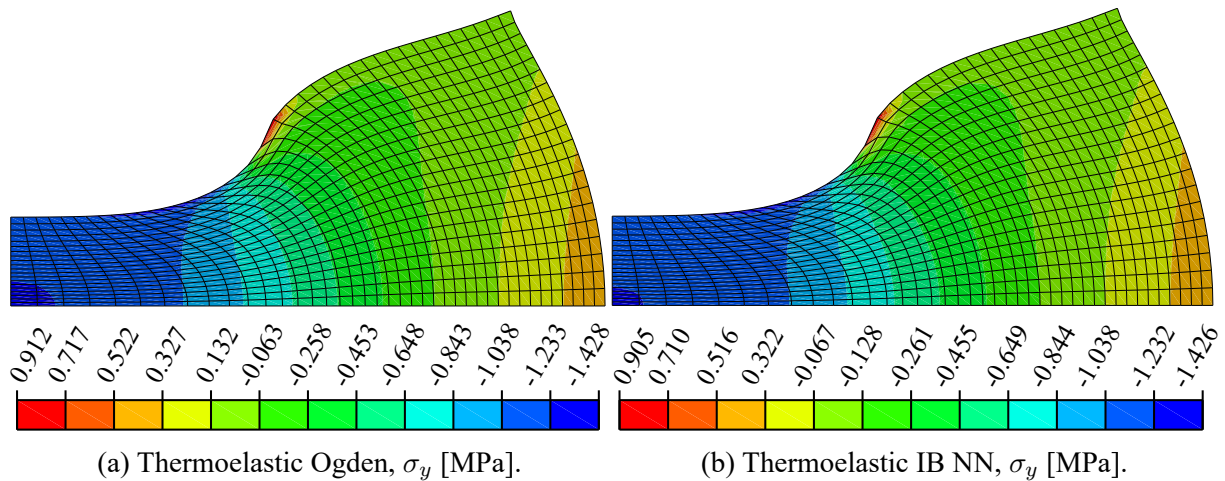 0.912 0.717 0.522 0.327 0.132 -0.063 -0.258 -0.453 -0.648 -0.843 -1.038 -1.233 -1.428
(a) Thermoelastic Ogden, σ_y [MPa].
0.905 0.710 0.516 0.322 -0.067 -0.128 -0.261 -0.455 -0.649 -0.844 -1.038 -1.232 -1.426
(b) Thermoelastic IB NN, σ_y [MPa].